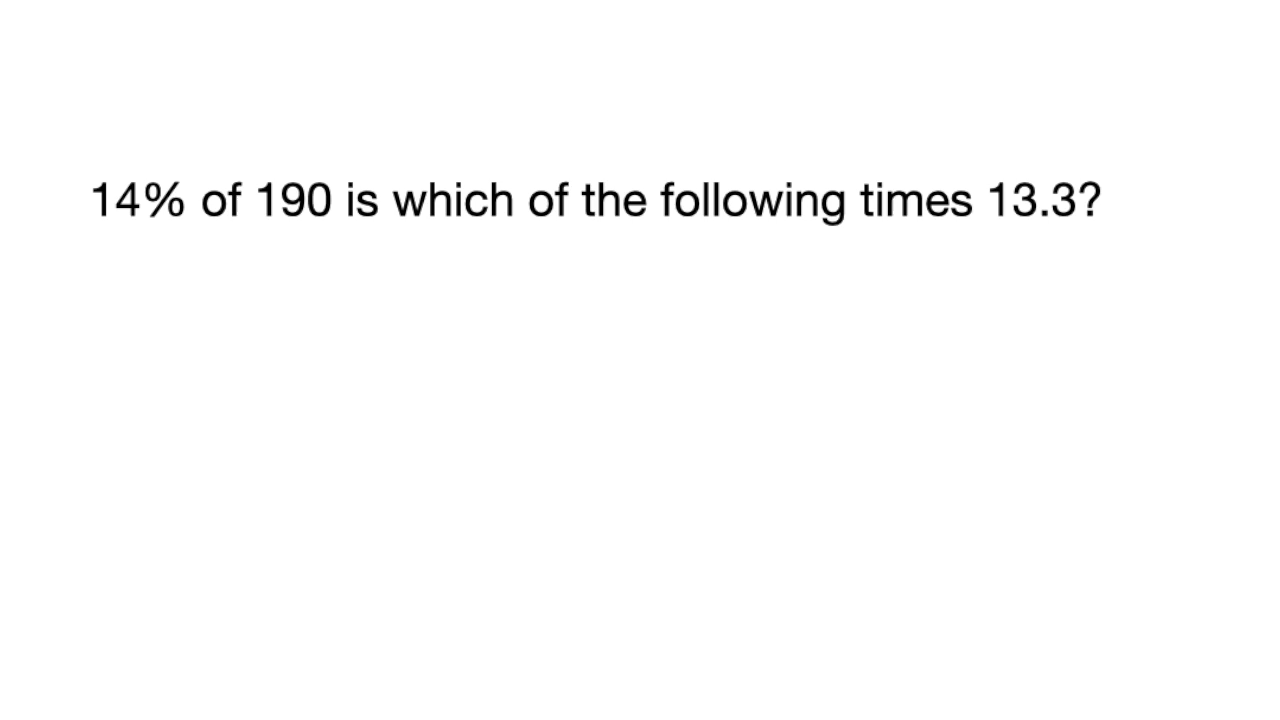 14% of 190 is which of the following times 13.3?